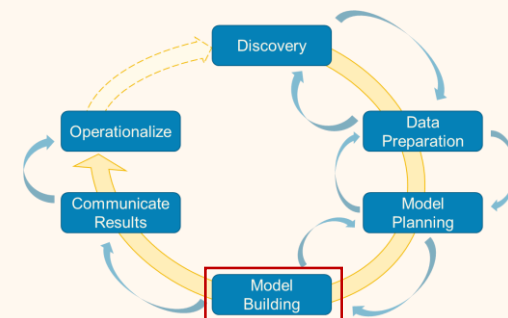 Discovery
Data
Preparation
Model
Planning
Model
Building
Communicate
Results
Operationalize